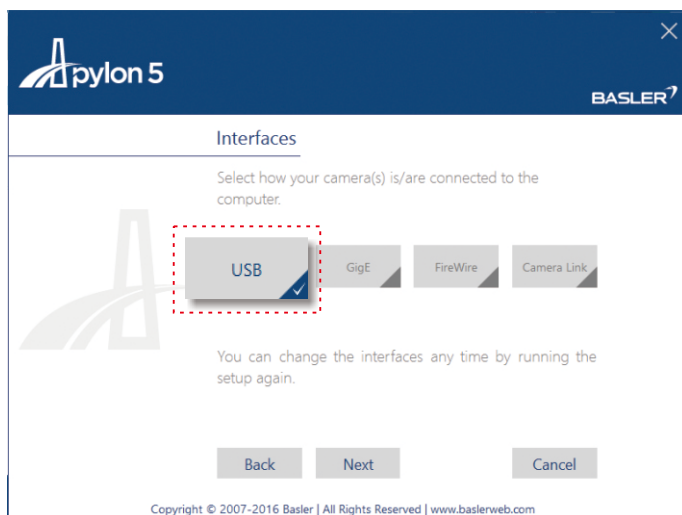 pylon 5
BASLER
Interfaces
Select how your camera(s) is/are connected to the
computer.
USB GigE FireWire Camera Link
You can change the interfaces any time by running the
setup again.
Back Next Cancel
Copyright © 2007-2016 Basler | All Rights Reserved | www.baslerweb.com